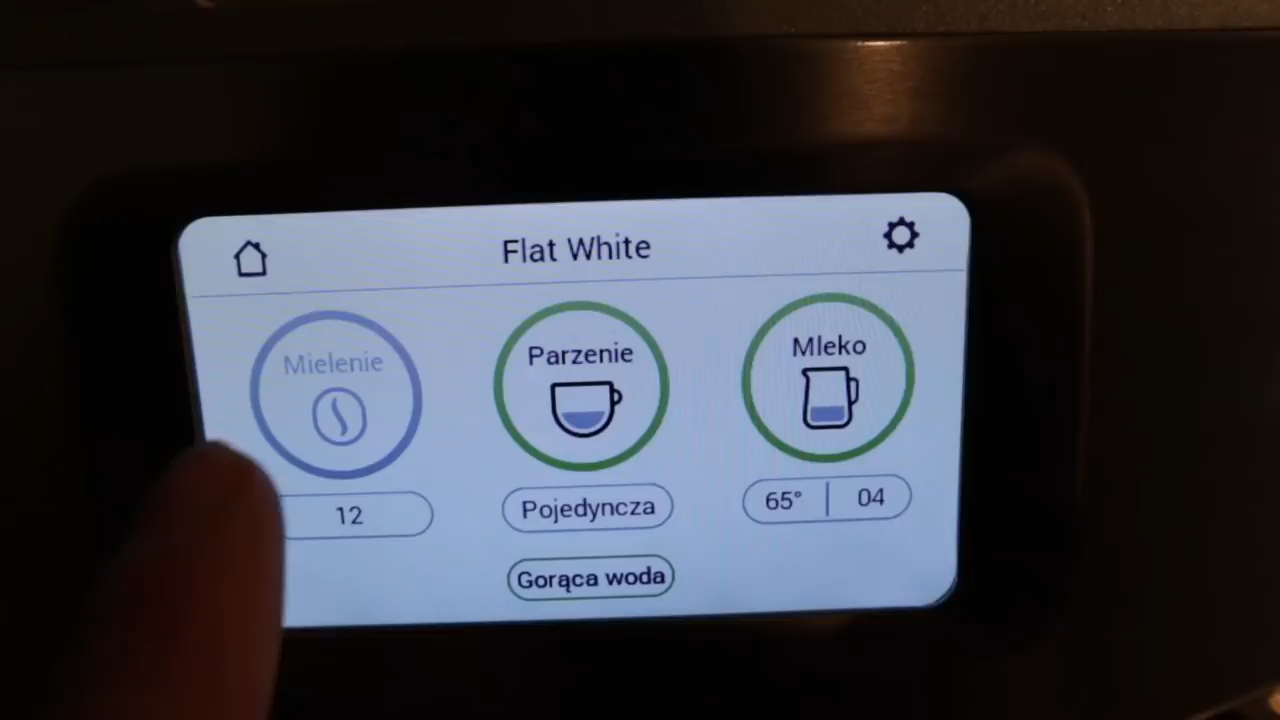 Flat White
Mielenie
Parzenie
Mleko
12
Pojedyncza
65° | 04
Gorąca woda